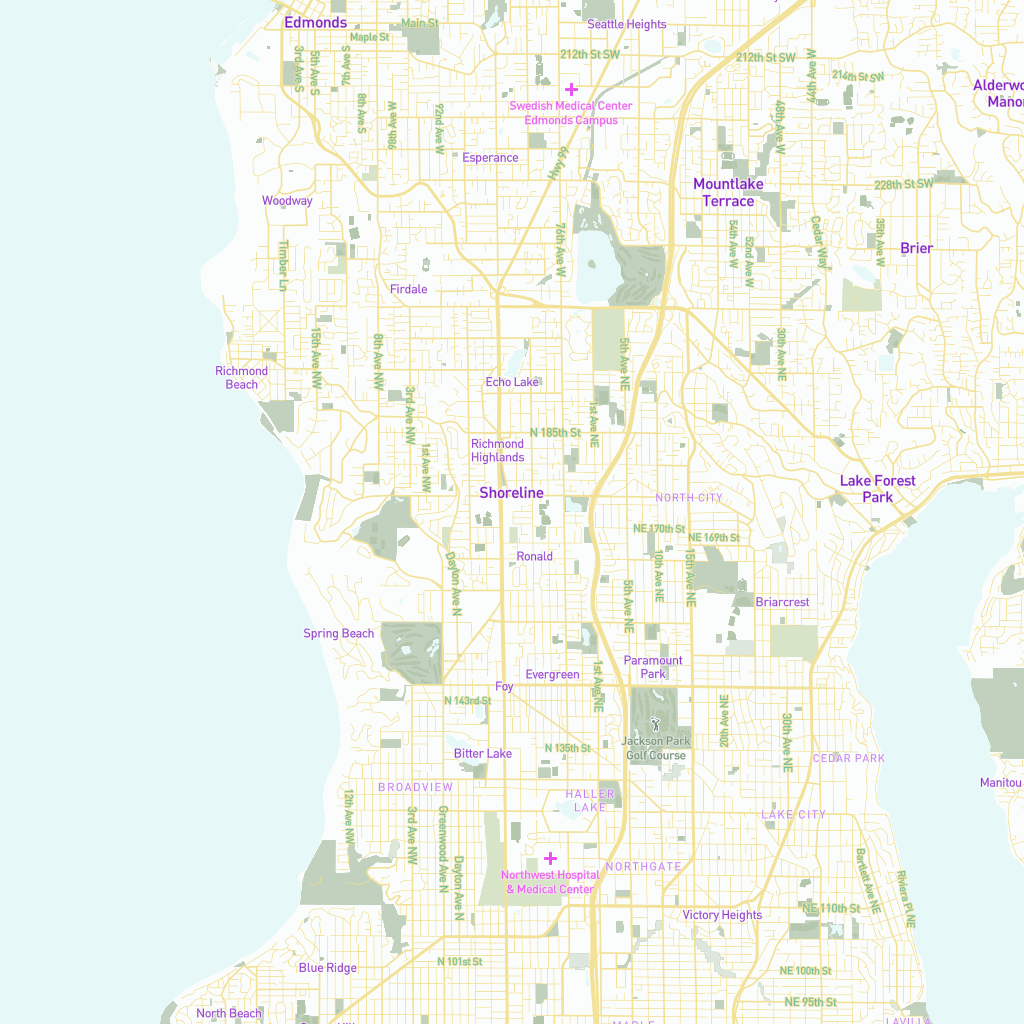 Edmonds
Main St
Seattle Heights
Maple St
3rd Ave S
5th Ave S
7th Ave S
212th St SW
212th St SW
44th Ave W
214th St SW
Alderwo
Manor
8th Ave S
98th Ave W
92nd Ave W
Swedish Medical Center
Edmonds Campus
48th Ave W
Esperance
Hwy 99
Mountlake
Terrace
228th St SW
Woodway
Timber Ln
76th Ave W
54th Ave W
52nd Ave W
Cedar Way
35th Ave W
Brier
Firdale
15th Ave NW
8th Ave NW
5th Ave NE
30th Ave NE
Richmond
Beach
Echo Lake
3rd Ave NW
1st Ave NE
N 185th St
Richmond
Highlands
1st Ave NW
Shoreline
NORTH CITY
Lake Forest
Park
NE 170th St
NE 169th St
Ronald
Dayton Ave N
5th Ave NE
10th Ave NE
15th Ave NE
Briarcrest
Spring Beach
Evergreen
1st Ave NE
Paramount
Park
Foy
N 143rd St
20th Ave NE
30th Ave NE
Jackson Park
Golf Course
N 135th St
Bitter Lake
CEDAR PARK
Manitou
BROADVIEW
HALLER
LAKE
12th Ave NW
3rd Ave NW
Greenwood Ave N
Dayton Ave N
LAKE CITY
NORTHGATE
Northwest Hospital
& Medical Center
Bartlett Ave NE
Riviera Pl NE
Victory Heights
NE 110th St
N 101st St
Blue Ridge
NE 100th St
NE 95th St
North Beach
LAVILLA
MAPLE